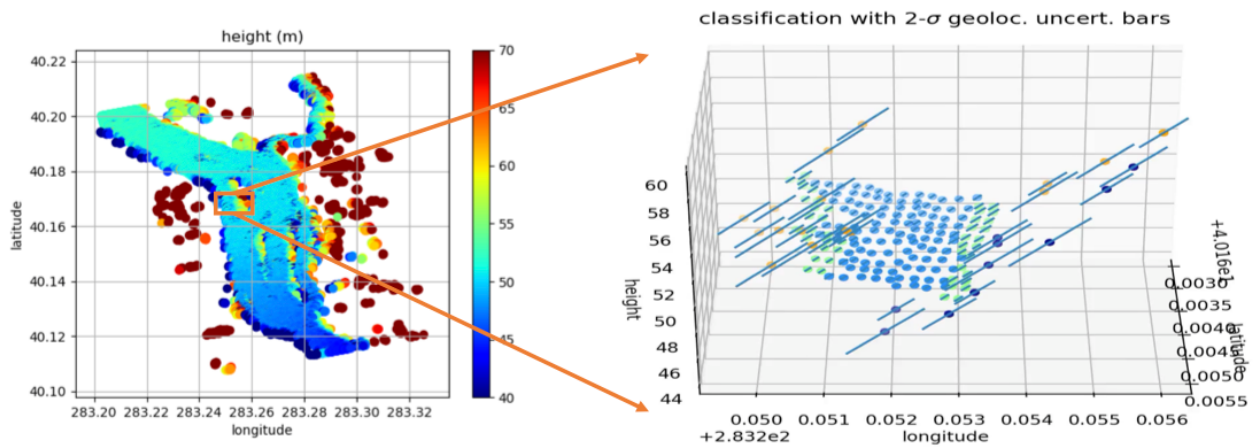 height (m)
40.22
40.20
40.18
40.16
40.14
40.12
40.10
latitude
283.20 283.22 283.24 283.26 283.28 283.30 283.32
longitude
70
65
60
55
50
45
40
classification with 2-σ geoloc. uncert. bars
60
58
56
54
52
50
48
46
44
height
0.050 0.051 0.052 0.053 0.054 0.055 0.056
+2.832e2
longitude
+4.016e1
0.0030
0.0035
0.0040
0.0045
0.0050
0.0055
latitude